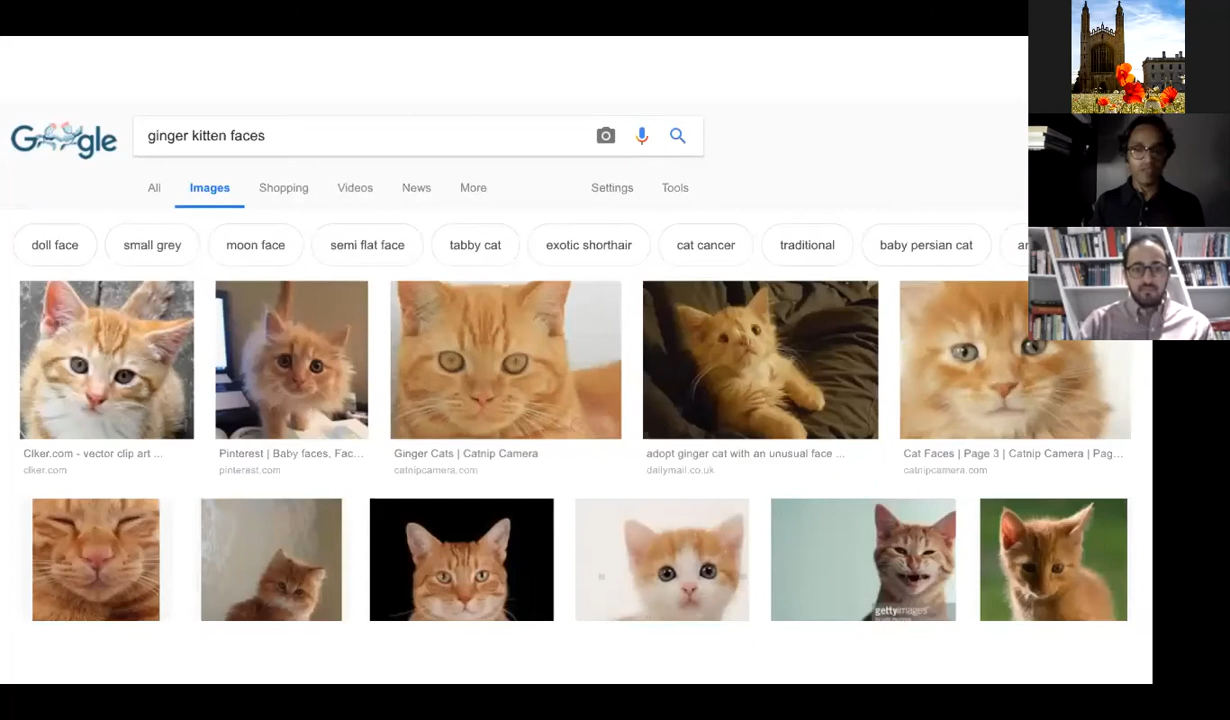 Google
ginger kitten faces
All Images Shopping Videos News More Settings Tools
doll face small grey moon face semi flat face tabby cat exotic shorthair cat cancer traditional baby persian cat
Clker.com - vector clip art ... Pinterest | Baby faces, Fac... Ginger Cats | Catnip Camera adopt ginger cat with an unusual face ... Cat Faces | Page 3 | Catnip Camera | Pag...
clker.com pinterest.com catnipcamera.com dailymail.co.uk catnipcamera.com
gettyimages